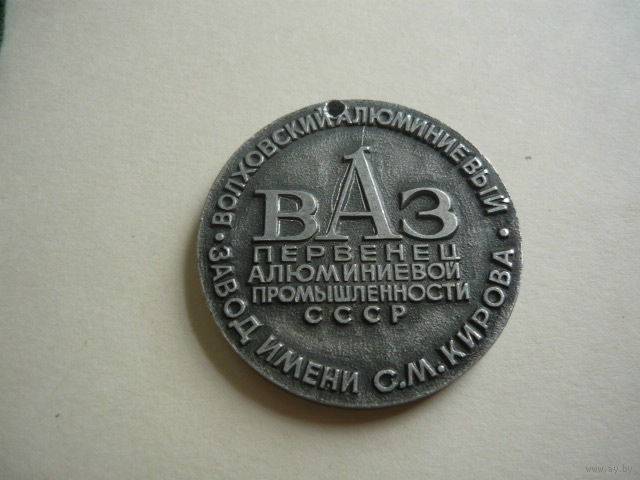 • ВОЛХОВСКИЙ АЛЮМИНИЕВЫЙ •
ЗАВОД ИМЕНИ С.М.КИРОВА
ВАЗ
ПЕРВЕНЕЦ
АЛЮМИНИЕВОЙ
ПРОМЫШЛЕННОСТИ
СССР
www.ay.by